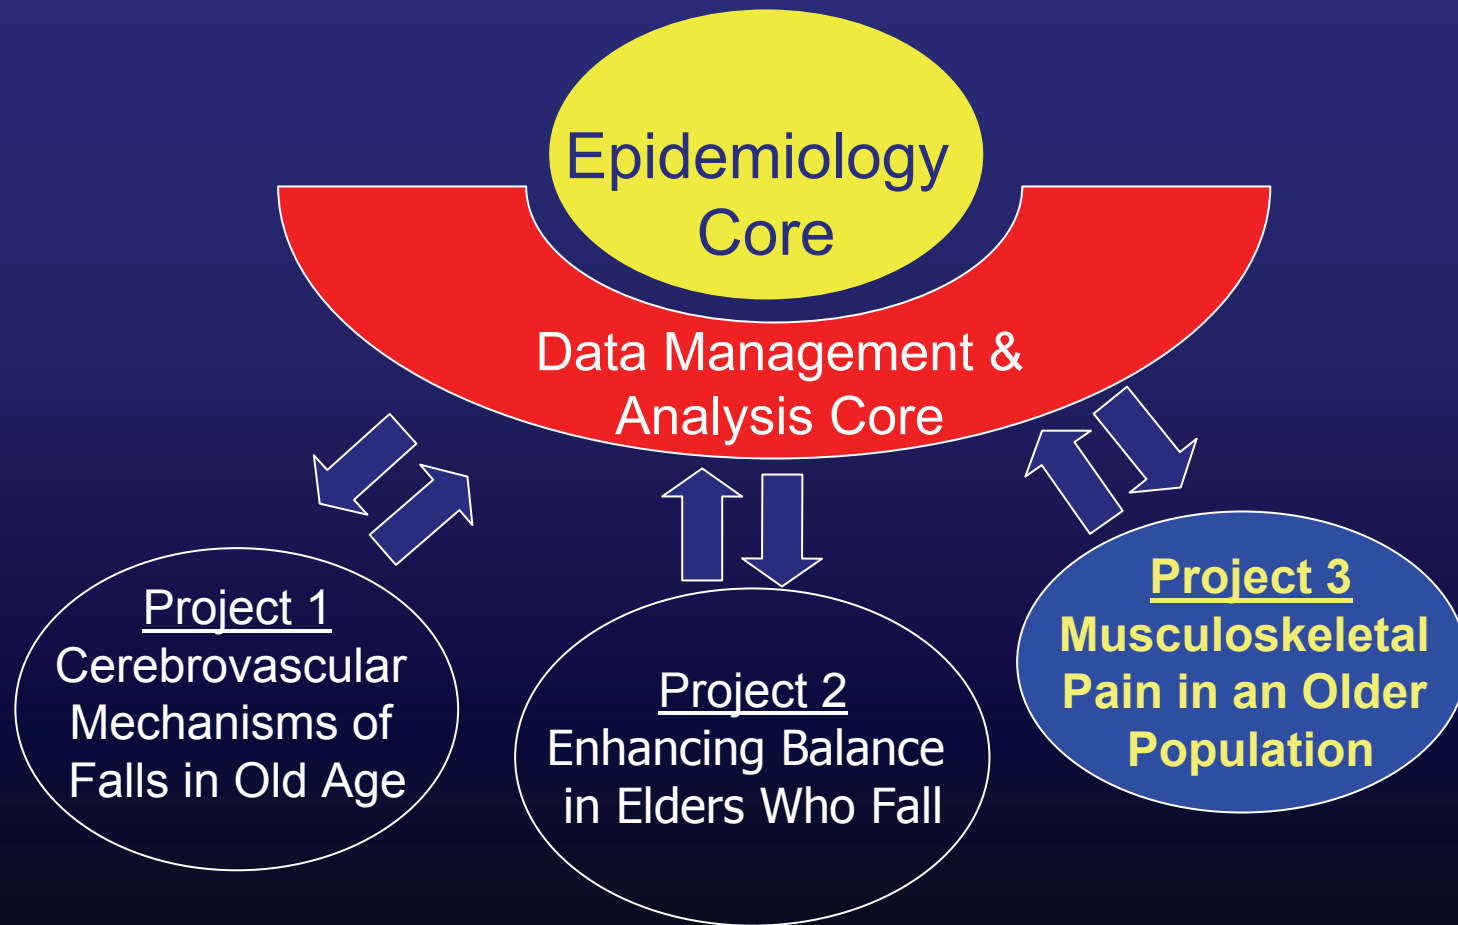 Epidemiology
Core
Data Management &
Analysis Core
Project 1
Cerebrovascular
Mechanisms of
Falls in Old Age
Project 2
Enhancing Balance
in Elders Who Fall
Project 3
Musculoskeletal
Pain in an Older
Population